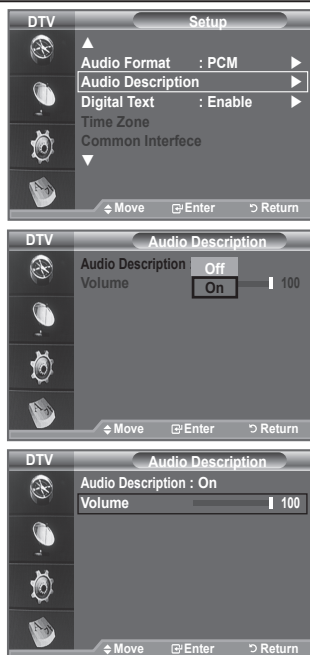 DTV Setup
Audio Format : PCM
Audio Description
Digital Text : Enable
Time Zone
Common Interfece
Move Enter Return
DTV Audio Description
Audio Description : Off
Volume On 100
Move Enter Return
DTV Audio Description
Audio Description : On
Volume 100
Move Enter Return